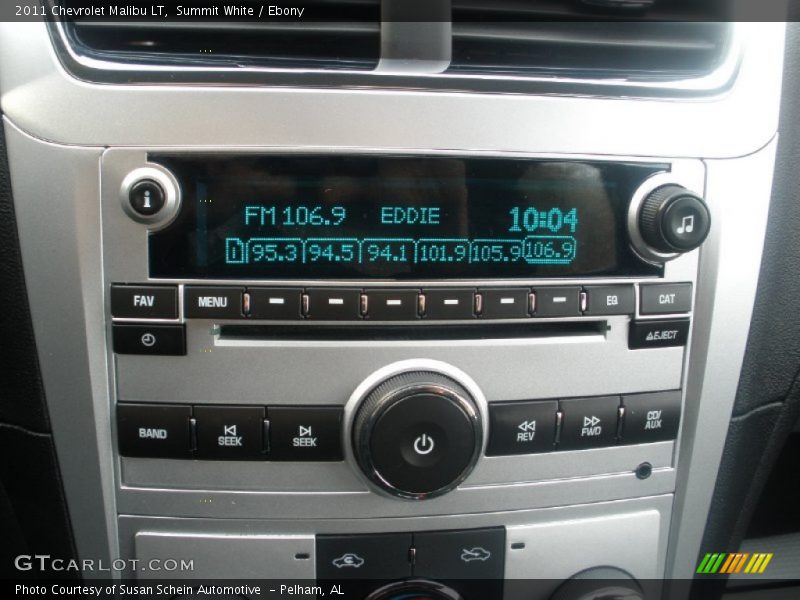 2011 Chevrolet Malibu LT, Summit White / Ebony
i
FM 106.9 EDDIE 10:04
D 95.3 94.5 94.1 101.9 105.9 106.9
FAV MENU EQ CAT
EJECT
BAND SEEK SEEK REV FWD CD/AUX
GTCARLOT.COM
Photo Courtesy of Susan Schein Automotive - Pelham, AL